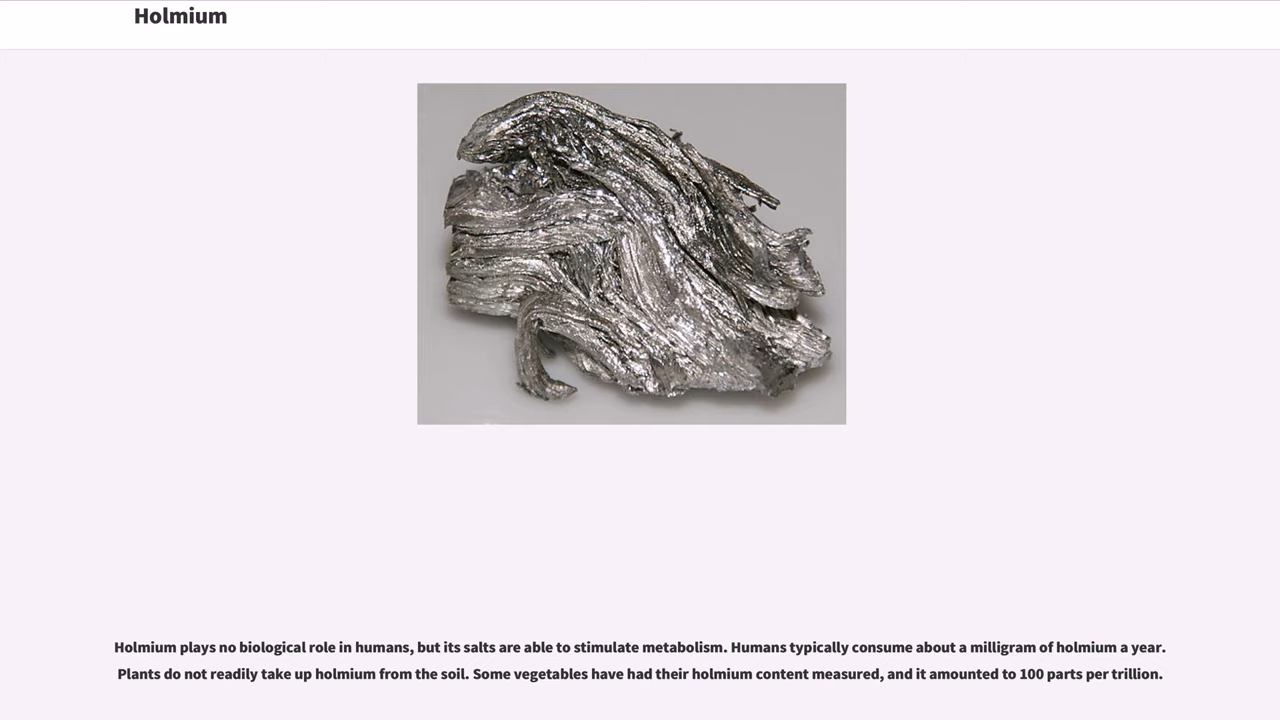 Holmium
Holmium plays no biological role in humans, but its salts are able to stimulate metabolism. Humans typically consume about a milligram of holmium a year.
Plants do not readily take up holmium from the soil. Some vegetables have had their holmium content measured, and it amounted to 100 parts per trillion.